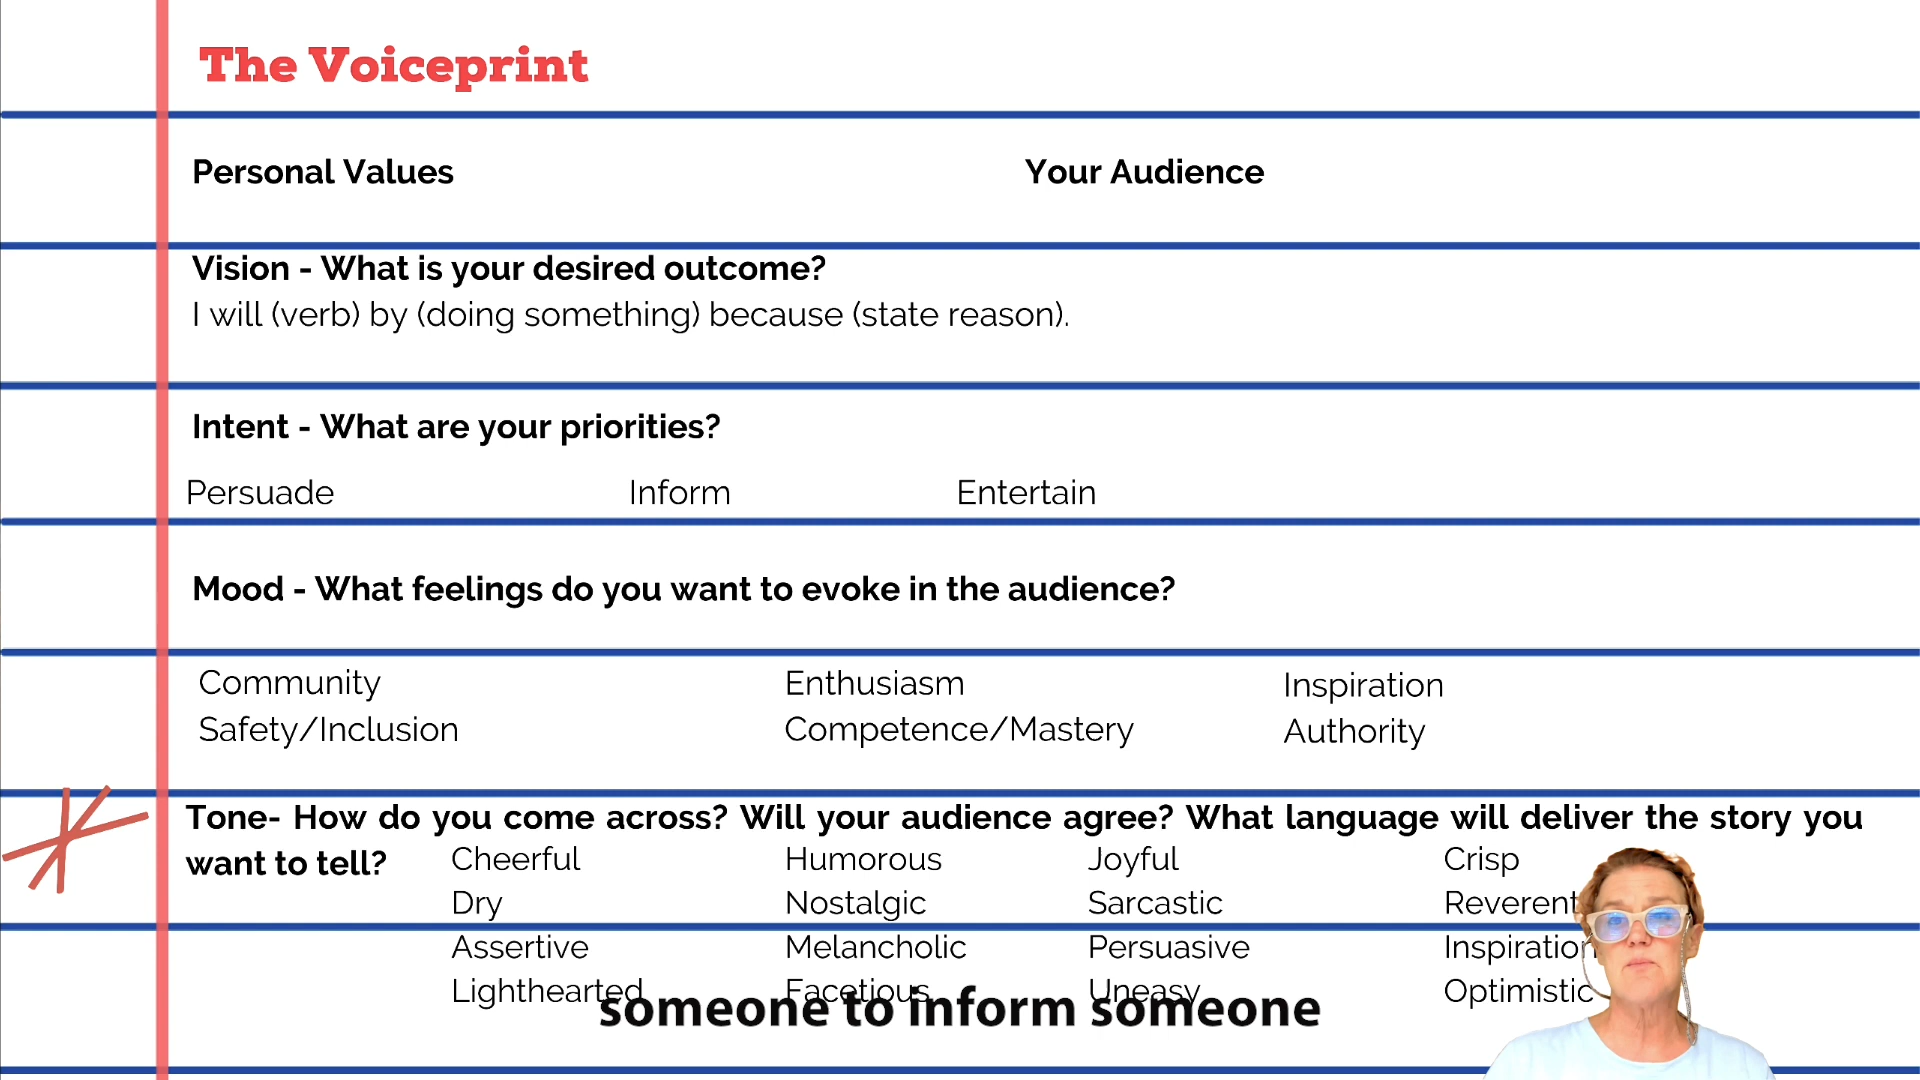 The Voiceprint
Personal Values Your Audience
Vision - What is your desired outcome?
I will (verb) by (doing something) because (state reason).
Intent - What are your priorities?
Persuade Inform Entertain
Mood - What feelings do you want to evoke in the audience?
Community Enthusiasm Inspiration
Safety/Inclusion Competence/Mastery Authority
Tone- How do you come across? Will your audience agree? What language will deliver the story you
want to tell? Cheerful Humorous Joyful Crisp
Dry Nostalgic Sarcastic Reverent
Assertive Melancholic Persuasive Inspiration
Lighthearted Facetious Uneasy Optimistic
someone to inform someone